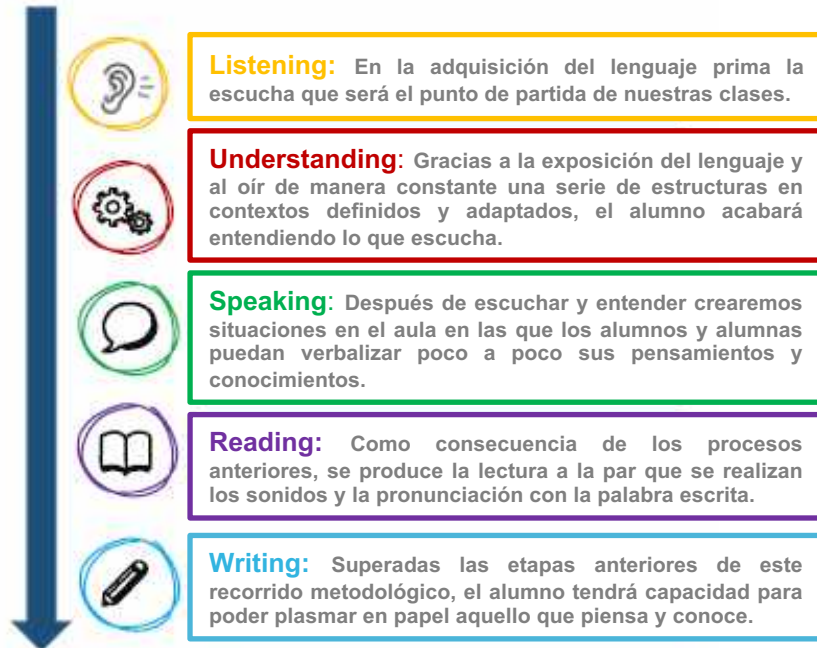 Listening: En la adquisición del lenguaje prima la
escucha que será el punto de partida de nuestras clases.
Understanding: Gracias a la exposición del lenguaje y
al oír de manera constante una serie de estructuras en
contextos definidos y adaptados, el alumno acabará
entendiendo lo que escucha.
Speaking: Después de escuchar y entender crearemos
situaciones en el aula en las que los alumnos y alumnas
puedan verbalizar poco a poco sus pensamientos y
conocimientos.
Reading: Como consecuencia de los procesos
anteriores, se produce la lectura a la par que se realizan
los sonidos y la pronunciación con la palabra escrita.
Writing: Superadas las etapas anteriores de este
recorrido metodológico, el alumno tendrá capacidad para
poder plasmar en papel aquello que piensa y conoce.